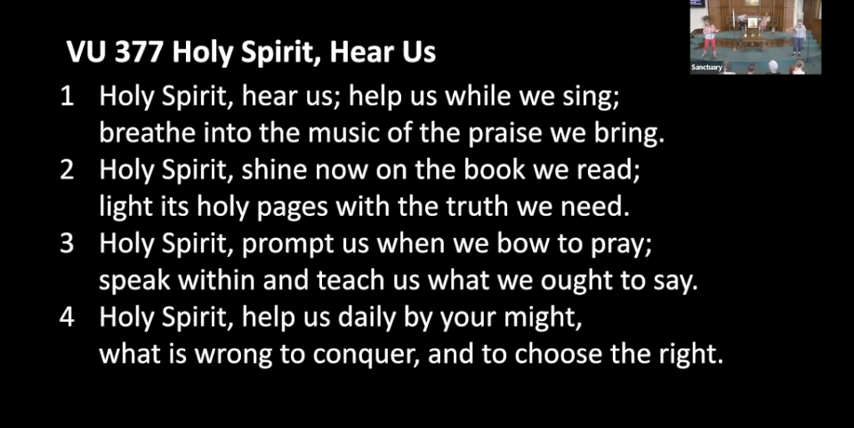 VU 377 Holy Spirit, Hear Us
1 Holy Spirit, hear us; help us while we sing;
breathe into the music of the praise we bring.
2 Holy Spirit, shine now on the book we read;
light its holy pages with the truth we need.
3 Holy Spirit, prompt us when we bow to pray;
speak within and teach us what we ought to say.
4 Holy Spirit, help us daily by your might,
what is wrong to conquer, and to choose the right.
Sanctuary